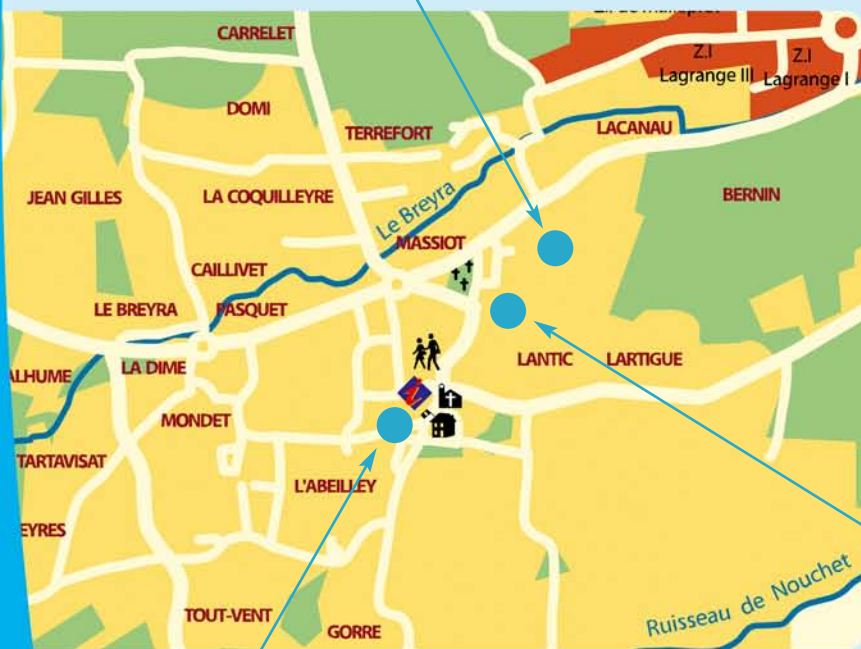 CARRELET
Z.I
Lagrange III
Z.I
Lagrange I
DOMI
TERREFORT
LACANAU
JEAN GILLES
LA COQUILLEYRE
BERNIN
Le Breyra
MASSIOT
CAILLIVET
LE BREYRA
PASQUET
LANTIC
LARTIGUE
LA DIME
ALHUME
MONDET
TARTAVISAT
L'ABEILLEY
EYRES
TOUT-VENT
GORRE
Ruisseau de Nouchet